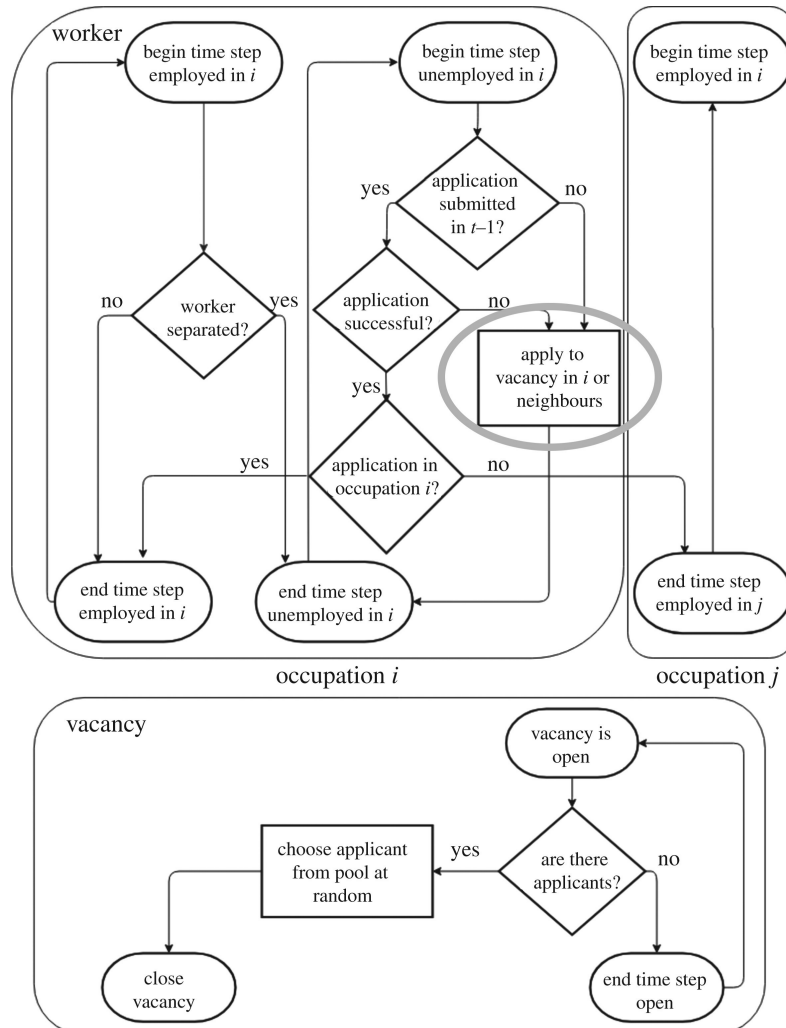 worker
begin time step
employed in i
begin time step
unemployed in i
begin time step
employed in i
yes
application
submitted
in t–1?
no
no
worker
separated?
yes
application
successful?
no
apply to
vacancy in i or
neighbours
yes
yes
application in
occupation i?
no
end time step
employed in i
end time step
unemployed in i
end time step
employed in j
occupation i
occupation j
vacancy
vacancy is
open
choose applicant
from pool at
random
yes
are there
applicants?
no
close
vacancy
end time step
open